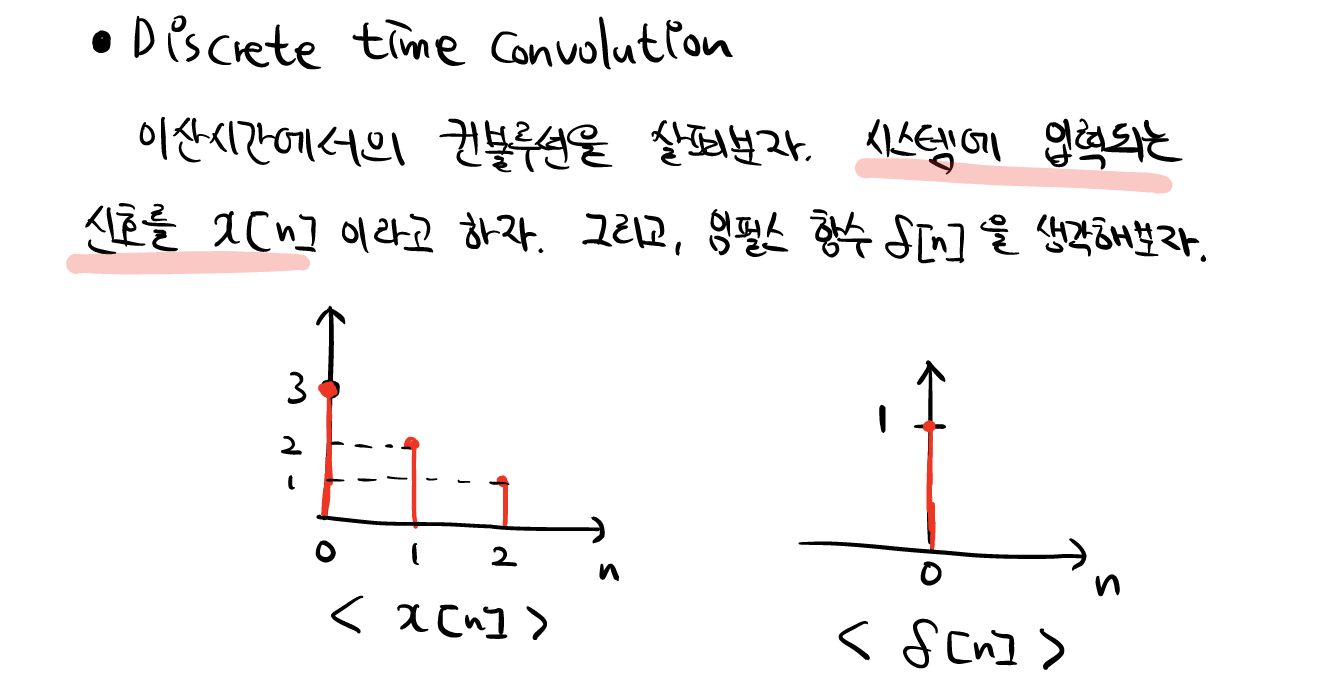 • Discrete time Convolution
이산시간에서의 컨볼루션을 살펴보자. 시스템에 입력되는
신호를 x[n] 이라고 하자. 그리고, 임펄스 함수 δ[n] 을 생각해보자.
3
2
1
0 1 2 n
< x[n] >
1
0 n
< δ[n] >